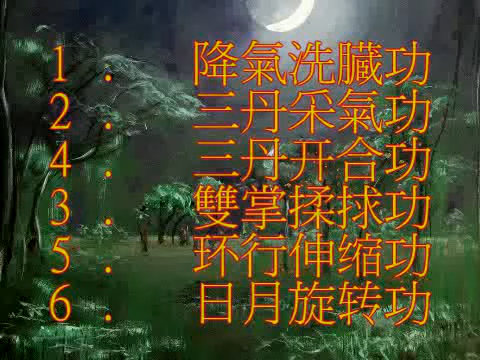 1. 降氣洗臟功
2. 三丹采氣功
4. 三丹开合功
3. 雙掌揉捄功
5. 环行伸缩功
6. 日月旋转功